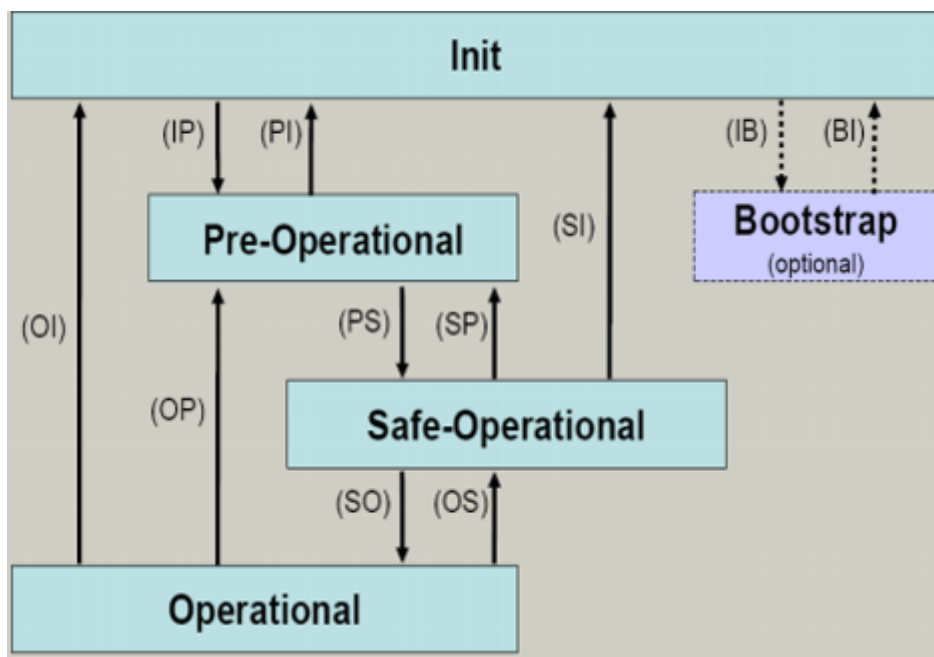 Init
(IP)
(PI)
(IB)
(BI)
(SI)
Pre-Operational
Bootstrap
(optional)
(OI)
(PS)
(SP)
(OP)
Safe-Operational
(SO)
(OS)
Operational